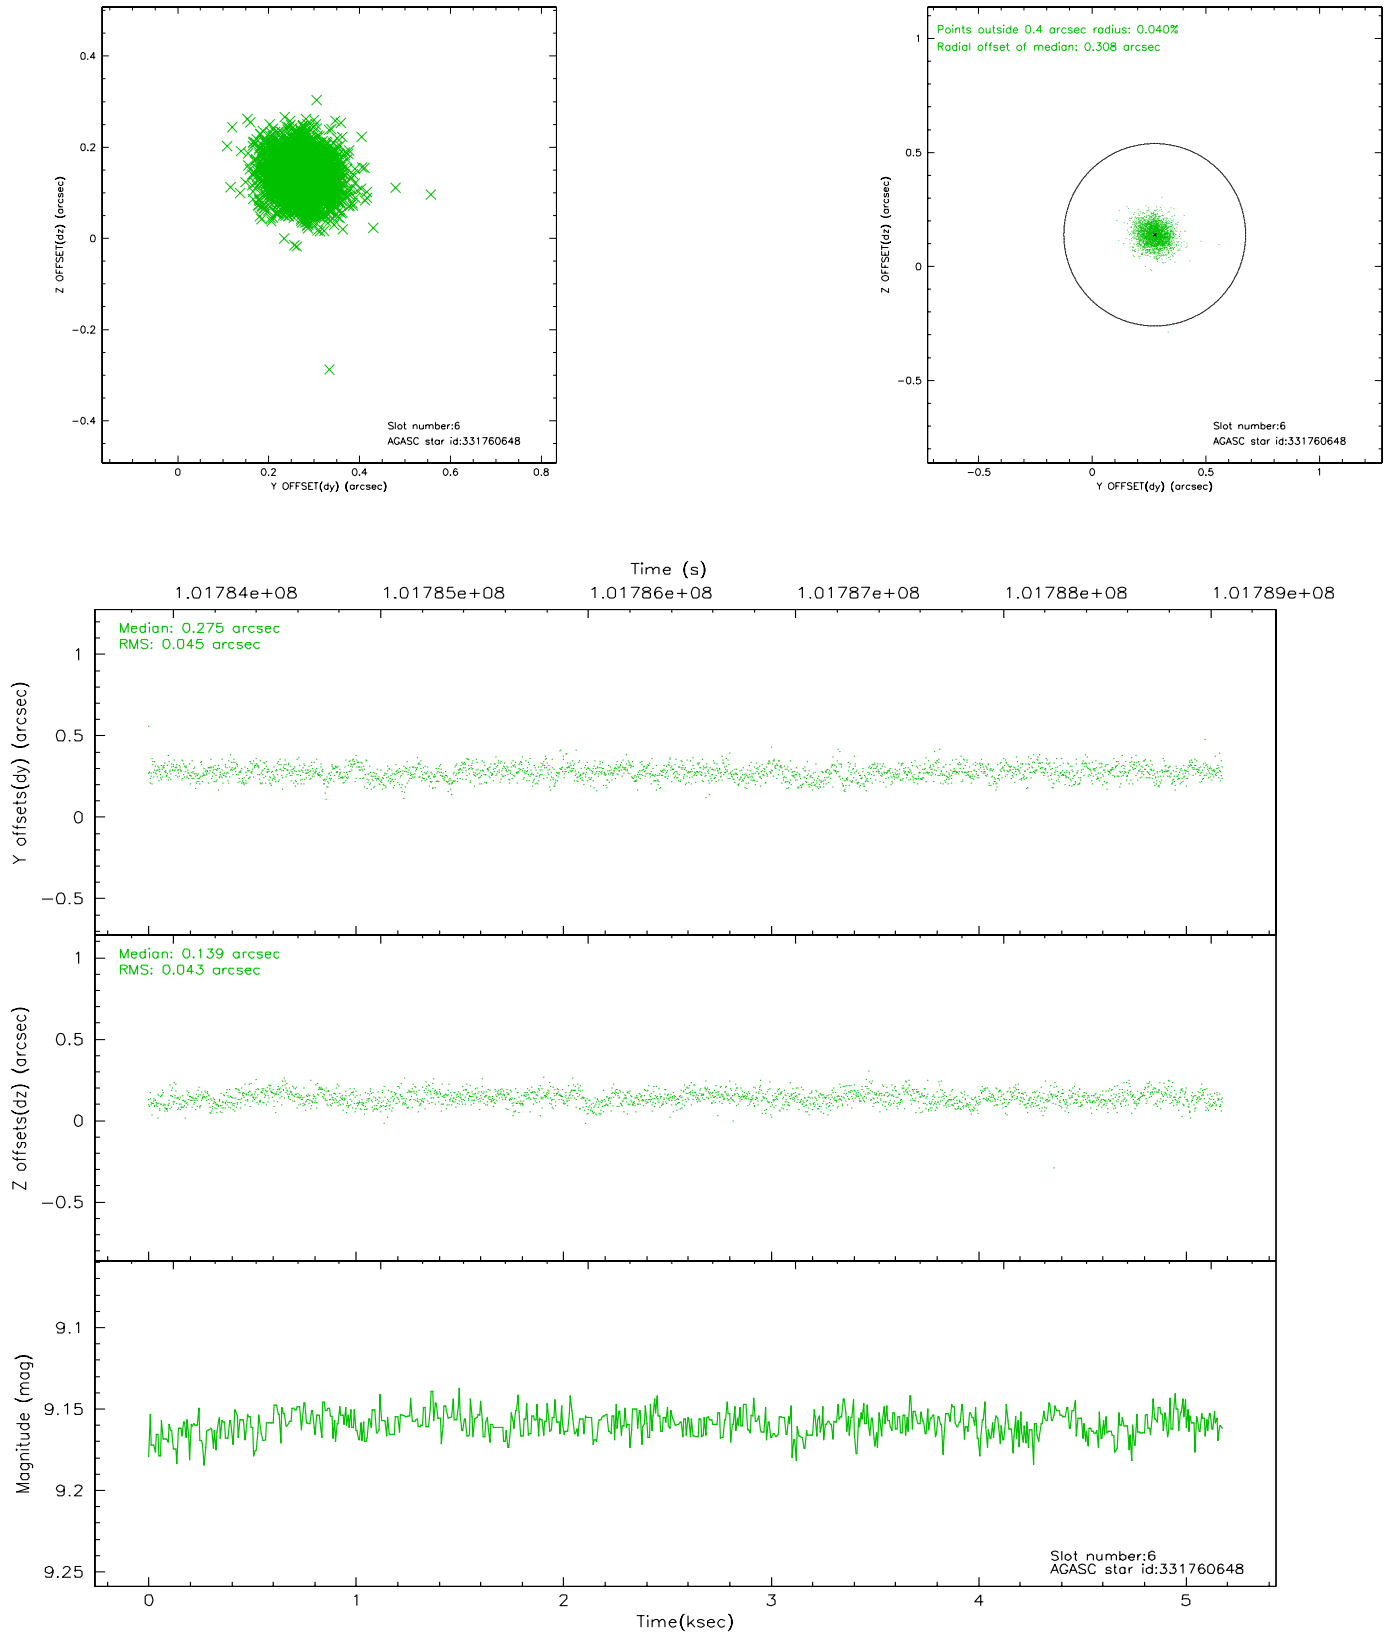 0.4
0.2
0
-0.2
-0.4
Z OFFSET(dz) (arcsec)
Slot number:6
AGASC star id:331760648
0 0.2 0.4 0.6 0.8
Y OFFSET(dy) (arcsec)
Points outside 0.4 arcsec radius: 0.040%
Radial offset of median: 0.308 arcsec
1
0.5
0
-0.5
Z OFFSET(dz) (arcsec)
Slot number:6
AGASC star id:331760648
-0.5 0 0.5 1
Y OFFSET(dy) (arcsec)
Time (s)
1.01784e+08 1.01785e+08 1.01786e+08 1.01787e+08 1.01788e+08 1.01789e+08
Median: 0.275 arcsec
RMS: 0.045 arcsec
1
0.5
0
-0.5
Y offsets(dy) (arcsec)
Median: 0.139 arcsec
RMS: 0.043 arcsec
1
0.5
0
-0.5
Z offsets(dz) (arcsec)
9.1
9.15
9.2
9.25
Magnitude (mag)
Slot number:6
AGASC star id:331760648
0 1 2 3 4 5
Time(ksec)